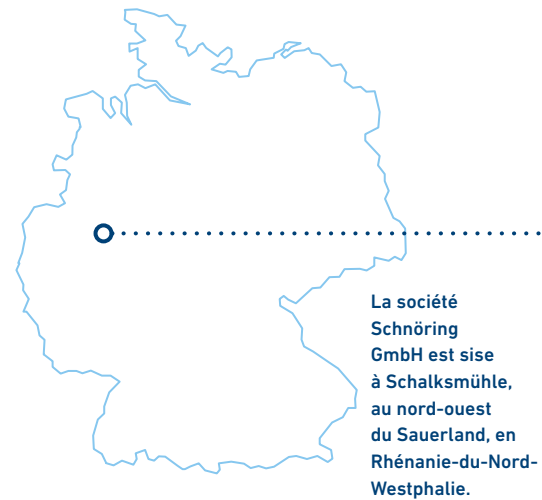 La société
Schnöring
GmbH est sise
à Schalksmühle,
au nord-ouest
du Sauerland, en
Rhénanie-du-Nord-
Westphalie.